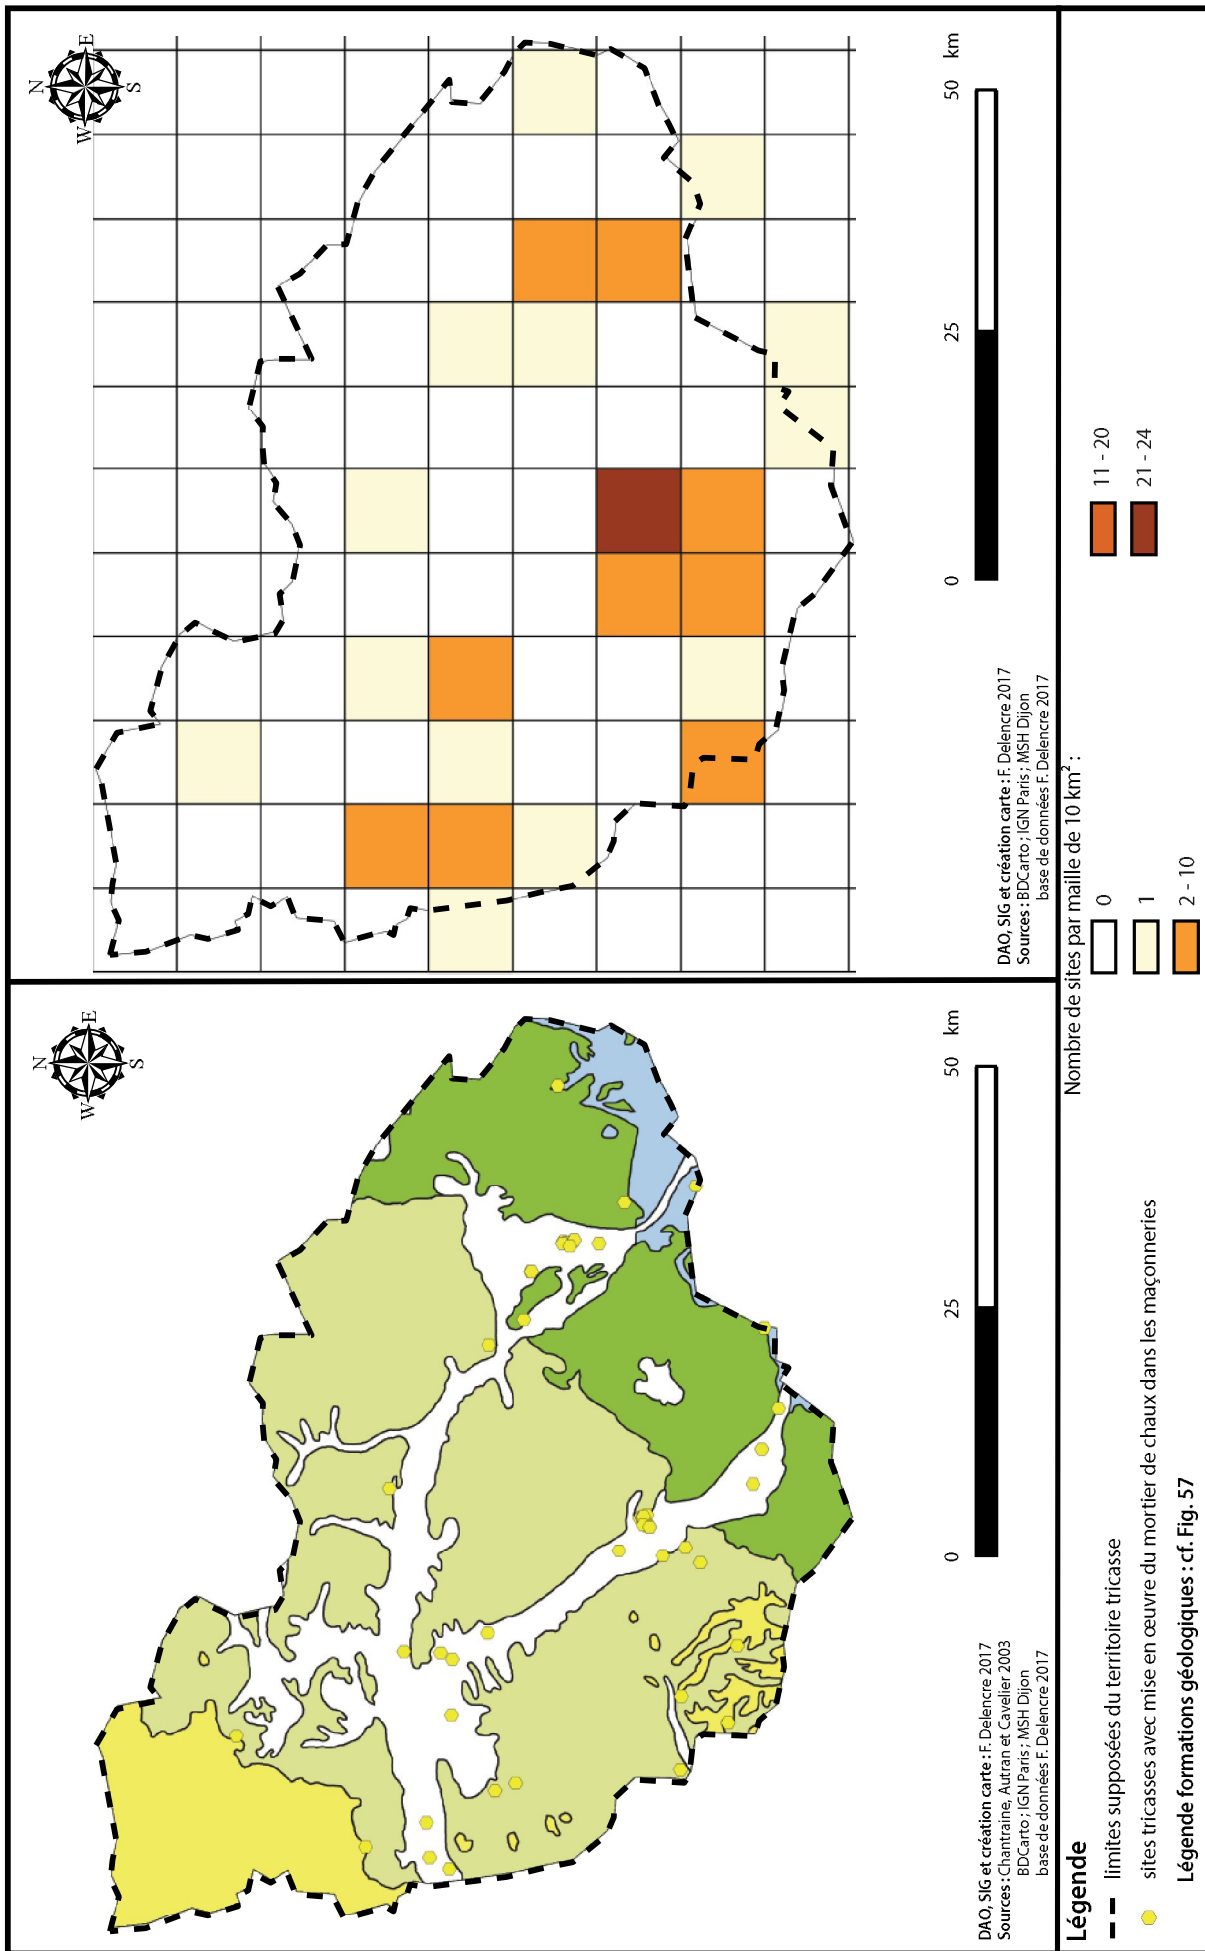 N
W
E
S
0
25
50
km
DAO, SIG et création carte : F. Delencre 2017
Sources : Chantraine, Autran et Cavelier 2003
BDCarto ; IGN Paris ; MSH Dijon
base de données F. Delencre 2017
N
W
E
S
0
25
50
km
DAO, SIG et création carte : F. Delencre 2017
Sources : BDCarto ; IGN Paris ; MSH Dijon
base de données F. Delencre 2017
Légende
limites supposées du territoire tricasse
sites tricasses avec mise en œuvre du mortier de chaux dans les maçonneries
Légende formations géologiques : cf. Fig. 57
Nombre de sites par maille de 10 km² :
0
1
2 - 10
11 - 20
21 - 24